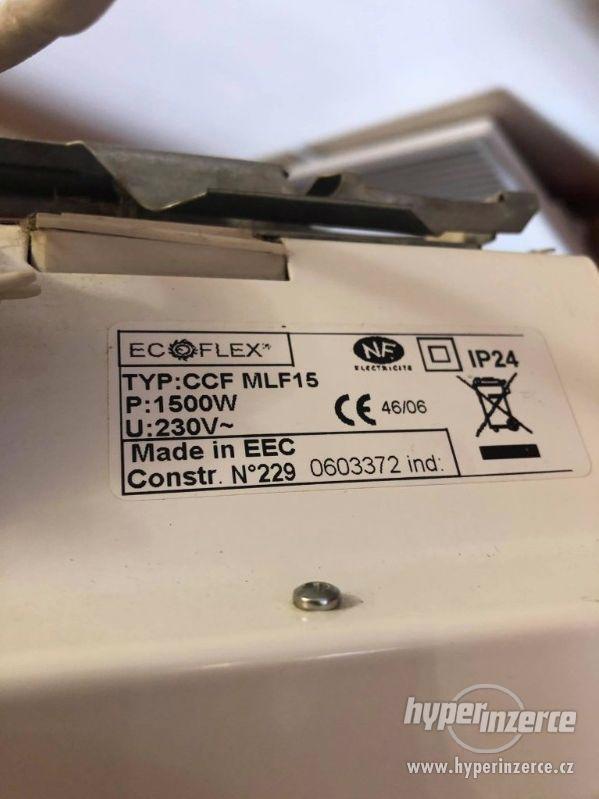 ECOFLEX
NF
ELECTRICITE
IP24
TYP:CCF MLF15
P:1500W
U:230V~
CE 46/06
Made in EEC
Constr. N°229 0603372 ind:
hyperinzerce
www.hyperinzerce.cz